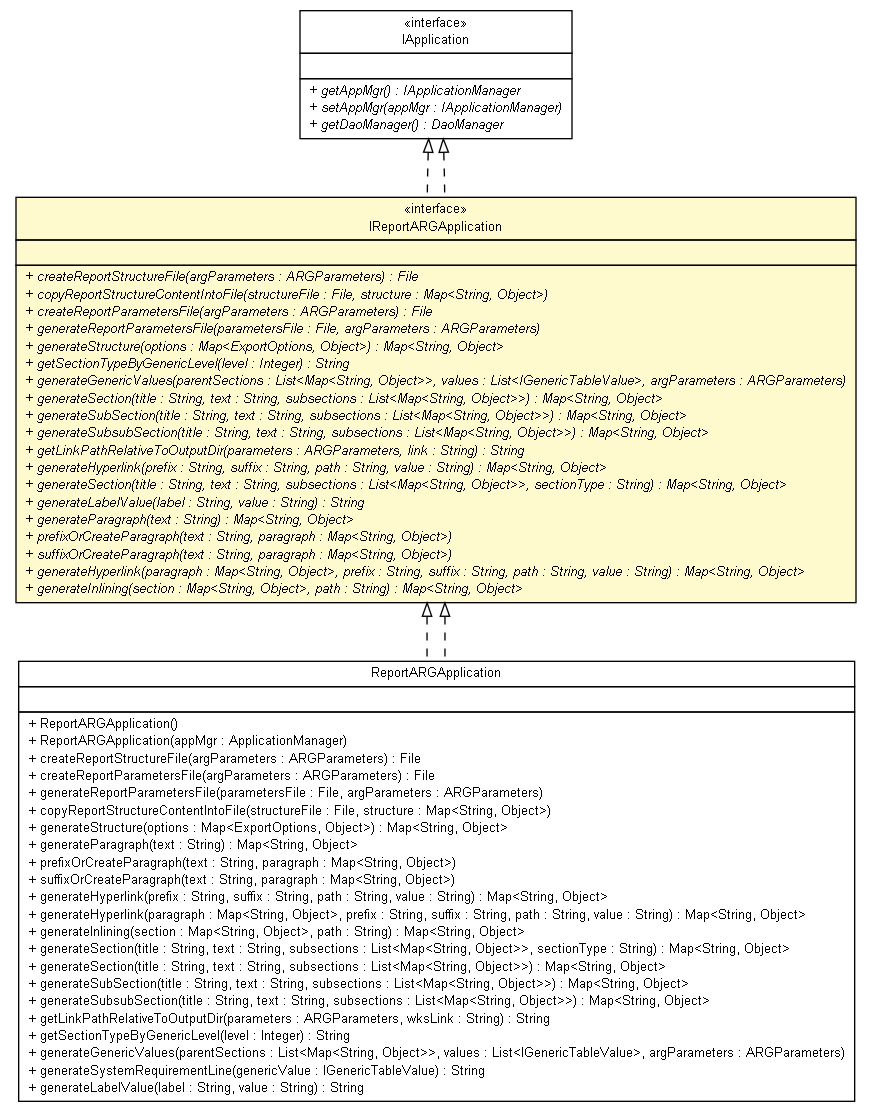 «interface»
IApplication
+ getAppMgr() : IApplicationManager
+ setAppMgr(appMgr : IApplicationManager)
+ getDaoManager() : DaoManager
«interface»
IReportARGApplication
+ createReportStructureFile(argParameters : ARGParameters) : File
+ copyReportStructureContentIntoFile(structureFile : File, structure : Map<String, Object>)
+ createReportParametersFile(argParameters : ARGParameters) : File
+ generateReportParametersFile(parametersFile : File, argParameters : ARGParameters)
+ generateStructure(options : Map<ExportOptions, Object>) : Map<String, Object>
+ getSectionTypeByGenericLevel(level : Integer) : String
+ generateGenericValues(parentSections : List<Map<String, Object>>, values : List<IGenericTableValue>, argParameters : ARGParameters)
+ generateSection(title : String, text : String, subsections : List<Map<String, Object>>) : Map<String, Object>
+ generateSubSection(title : String, text : String, subsections : List<Map<String, Object>>) : Map<String, Object>
+ generateSubsubSection(title : String, text : String, subsections : List<Map<String, Object>>) : Map<String, Object>
+ getLinkPathRelativeToOutputDir(parameters : ARGParameters, link : String) : String
+ generateHyperlink(prefix : String, suffix : String, path : String, value : String) : Map<String, Object>
+ generateSection(title : String, text : String, subsections : List<Map<String, Object>>, sectionType : String) : Map<String, Object>
+ generateLabelValue(label : String, value : String) : String
+ generateParagraph(text : String) : Map<String, Object>
+ prefixOrCreateParagraph(text : String, paragraph : Map<String, Object>)
+ suffixOrCreateParagraph(text : String, paragraph : Map<String, Object>)
+ generateHyperlink(paragraph : Map<String, Object>, prefix : String, suffix : String, path : String, value : String) : Map<String, Object>
+ generateInlining(section : Map<String, Object>, path : String) : Map<String, Object>
ReportARGApplication
+ ReportARGApplication()
+ ReportARGApplication(appMgr : ApplicationManager)
+ createReportStructureFile(argParameters : ARGParameters) : File
+ createReportParametersFile(argParameters : ARGParameters) : File
+ generateReportParametersFile(parametersFile : File, argParameters : ARGParameters)
+ copyReportStructureContentIntoFile(structureFile : File, structure : Map<String, Object>)
+ generateStructure(options : Map<ExportOptions, Object>) : Map<String, Object>
+ generateParagraph(text : String) : Map<String, Object>
+ prefixOrCreateParagraph(text : String, paragraph : Map<String, Object>)
+ suffixOrCreateParagraph(text : String, paragraph : Map<String, Object>)
+ generateHyperlink(prefix : String, suffix : String, path : String, value : String) : Map<String, Object>
+ generateHyperlink(paragraph : Map<String, Object>, prefix : String, suffix : String, path : String, value : String) : Map<String, Object>
+ generateInlining(section : Map<String, Object>, path : String) : Map<String, Object>
+ generateSection(title : String, text : String, subsections : List<Map<String, Object>>, sectionType : String) : Map<String, Object>
+ generateSection(title : String, text : String, subsections : List<Map<String, Object>>) : Map<String, Object>
+ generateSubSection(title : String, text : String, subsections : List<Map<String, Object>>) : Map<String, Object>
+ generateSubsubSection(title : String, text : String, subsections : List<Map<String, Object>>) : Map<String, Object>
+ getLinkPathRelativeToOutputDir(parameters : ARGParameters, wksLink : String) : String
+ getSectionTypeByGenericLevel(level : Integer) : String
+ generateGenericValues(parentSections : List<Map<String, Object>>, values : List<IGenericTableValue>, argParameters : ARGParameters)
+ generateSystemRequirementLine(genericValue : IGenericTableValue) : String
+ generateLabelValue(label : String, value : String) : String